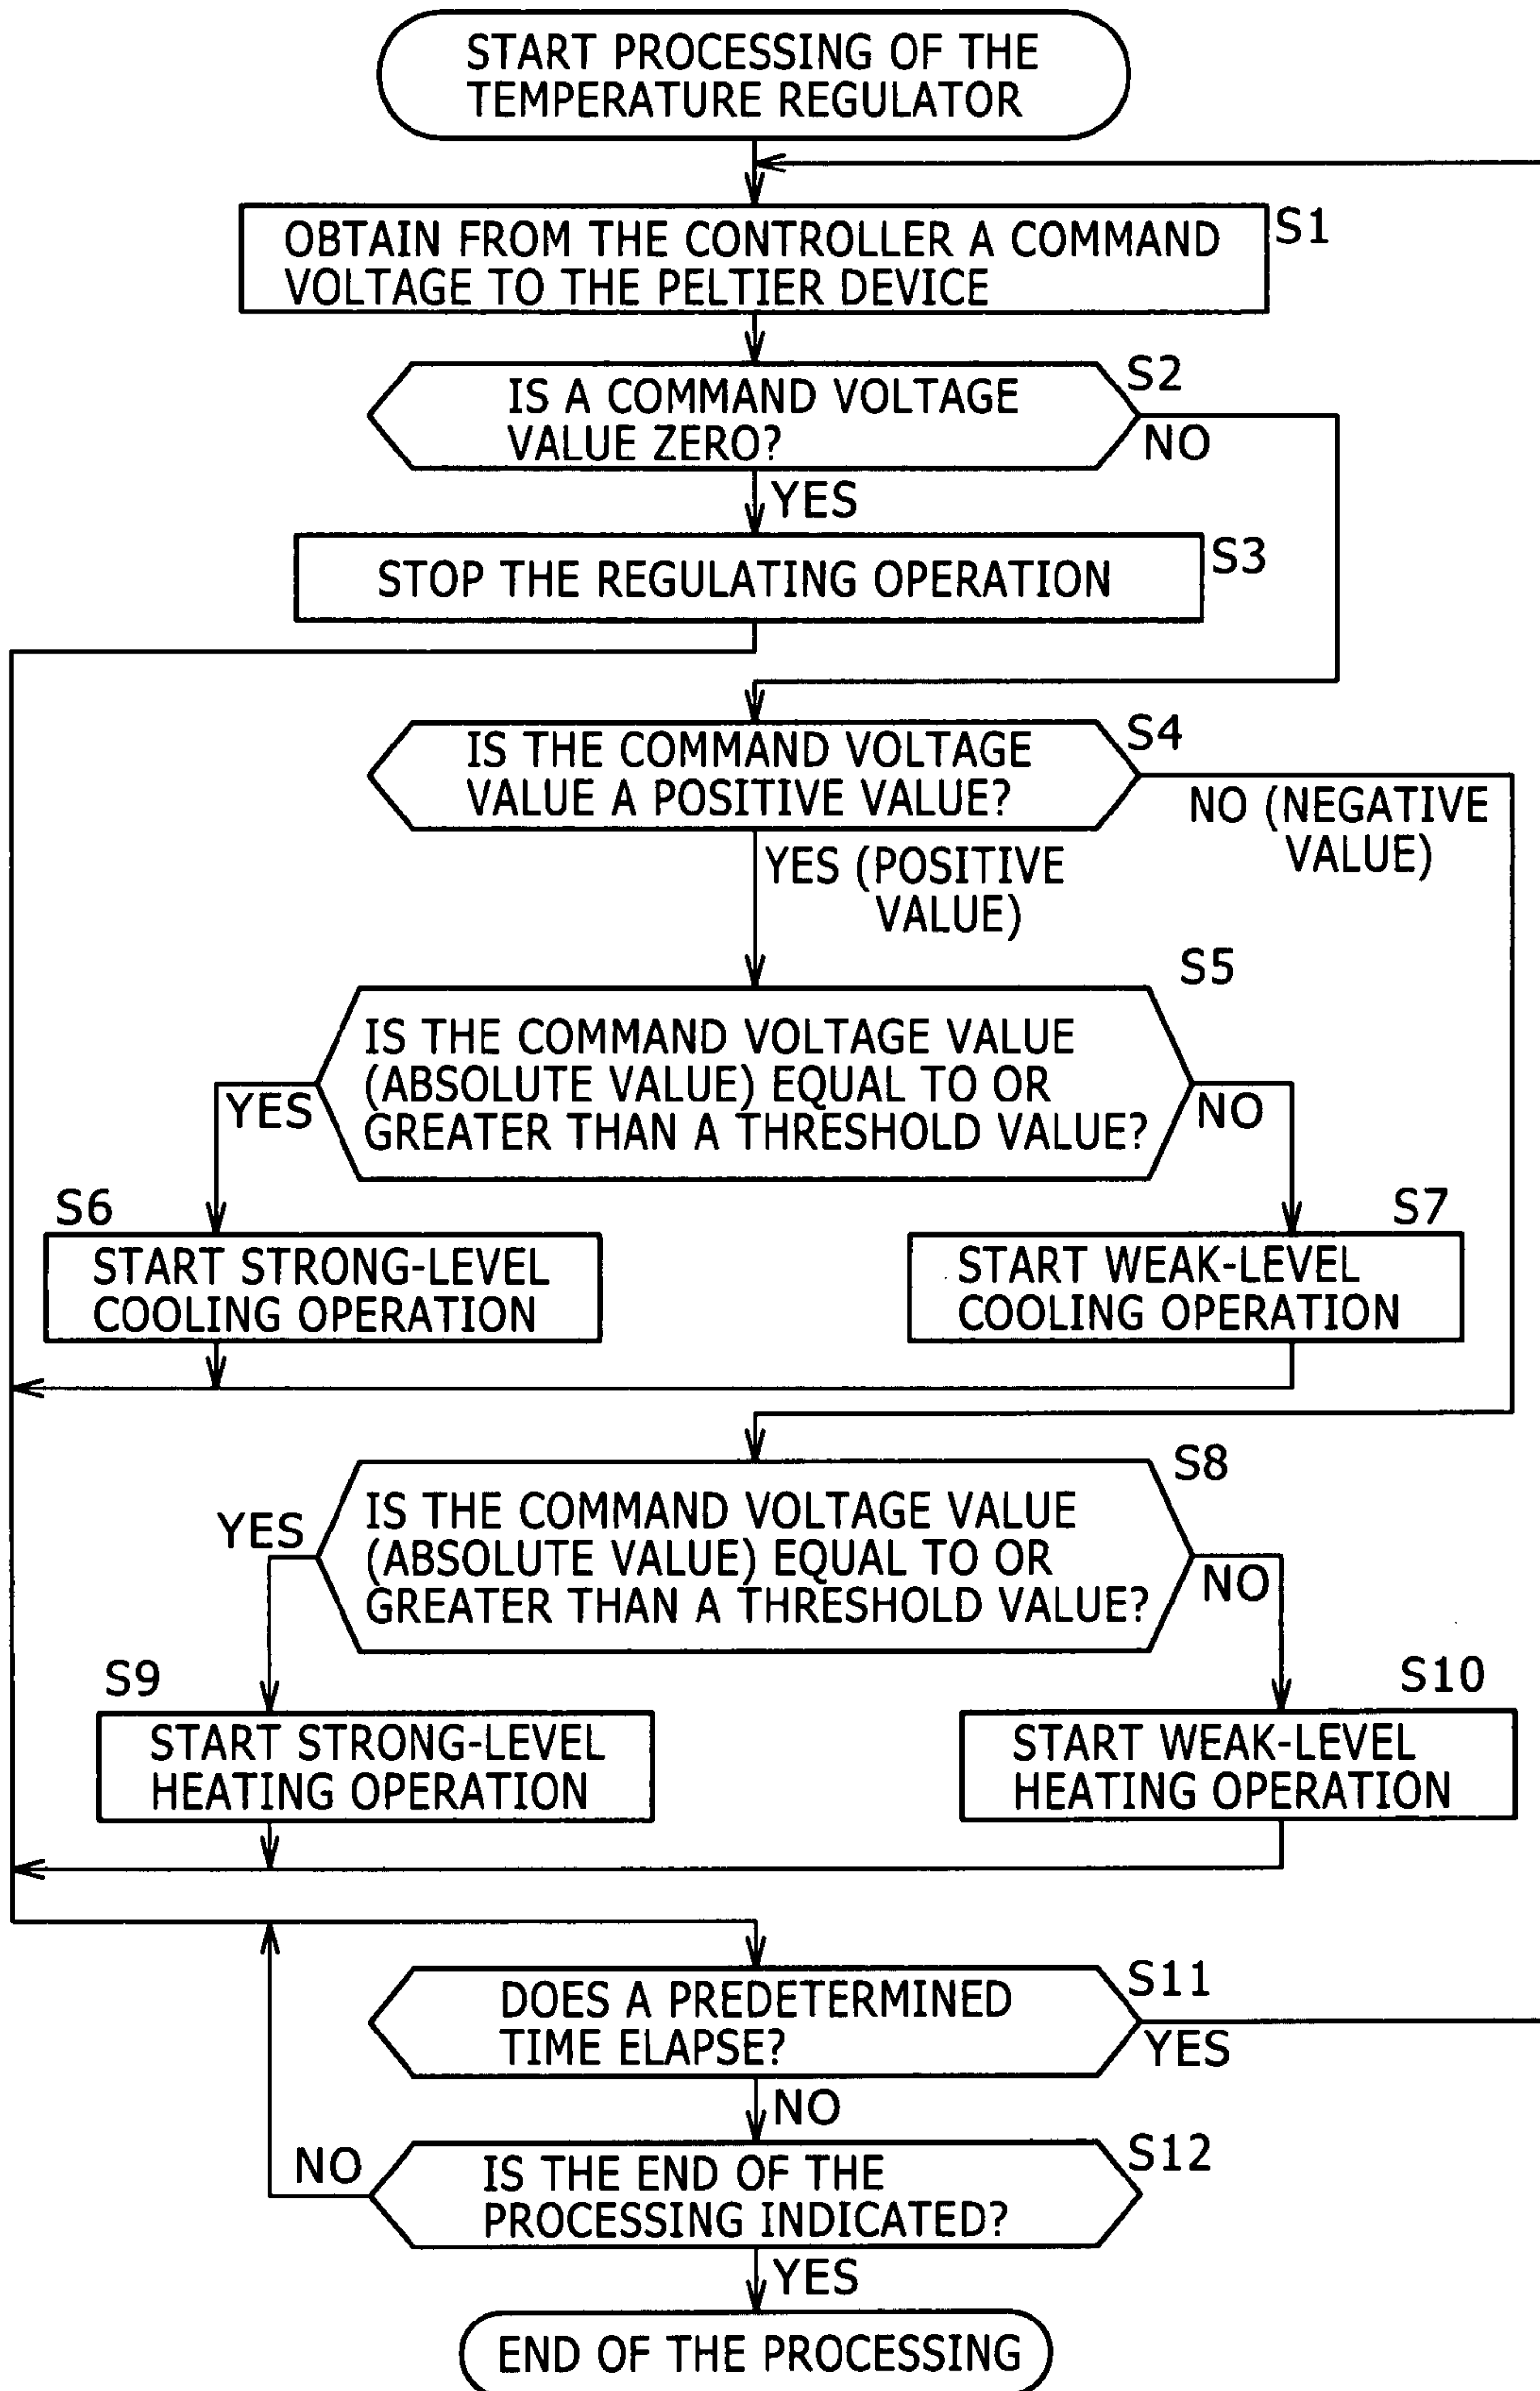 START PROCESSING OF THE
TEMPERATURE REGULATOR
OBTAIN FROM THE CONTROLLER A COMMAND
VOLTAGE TO THE PELTIER DEVICE
S1
IS A COMMAND VOLTAGE
VALUE ZERO?
S2
NO
YES
STOP THE REGULATING OPERATION
S3
IS THE COMMAND VOLTAGE
VALUE A POSITIVE VALUE?
S4
NO (NEGATIVE
VALUE)
YES (POSITIVE
VALUE)
S5
IS THE COMMAND VOLTAGE VALUE
(ABSOLUTE VALUE) EQUAL TO OR
GREATER THAN A THRESHOLD VALUE?
YES
NO
S6
START STRONG-LEVEL
COOLING OPERATION
S7
START WEAK-LEVEL
COOLING OPERATION
S8
IS THE COMMAND VOLTAGE VALUE
(ABSOLUTE VALUE) EQUAL TO OR
GREATER THAN A THRESHOLD VALUE?
YES
NO
S9
START STRONG-LEVEL
HEATING OPERATION
S10
START WEAK-LEVEL
HEATING OPERATION
DOES A PREDETERMINED
TIME ELAPSE?
S11
YES
NO
IS THE END OF THE
PROCESSING INDICATED?
S12
NO
YES
END OF THE PROCESSING